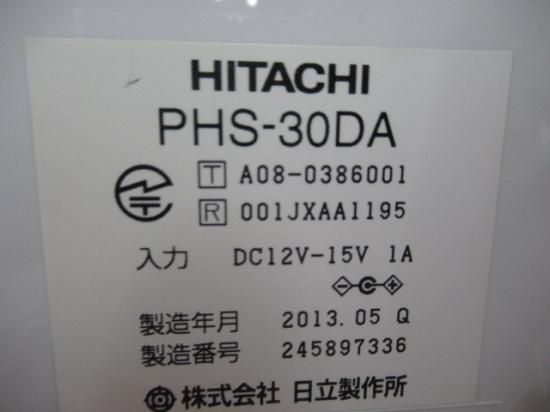 HITACHI
PHS-30DA
T A08-0386001
R 001JXAA1195
入力 DC12V-15V 1A
製造年月 2013.05 Q
製造番号 245897336
株式会社 日立製作所